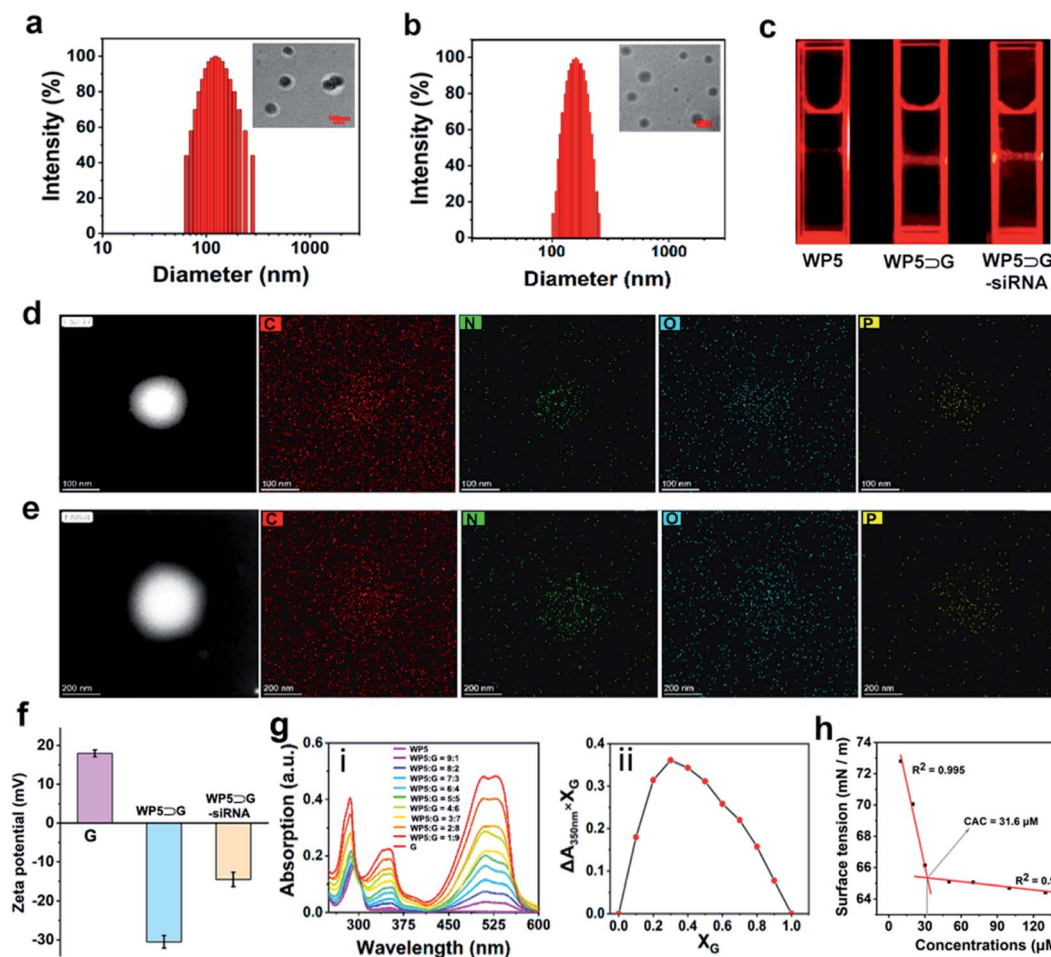 a
Intensity (%)
100
80
60
40
20
0
10
100
1000
Diameter (nm)
b
Intensity (%)
100
80
60
40
20
0
100
1000
Diameter (nm)
c
WP5
WP5⊃G
WP5⊃G
-siRNA
d
C
N
O
P
100 nm
100 nm
100 nm
100 nm
100 nm
e
C
N
O
P
200 nm
200 nm
200 nm
200 nm
200 nm
f
Zeta potential (mV)
20
10
0
-10
-20
-30
G
WP5⊃G
WP5⊃G
-siRNA
g
i
Absorption (a.u.)
0.6
0.4
0.2
0.0
WP5
WP5:G = 9:1
WP5:G = 8:2
WP5:G = 7:3
WP5:G = 6:4
WP5:G = 5:5
WP5:G = 4:6
WP5:G = 3:7
WP5:G = 2:8
WP5:G = 1:9
G
300
375
450
525
600
Wavelength (nm)
ii
ΔA350nm×XG
0.4
0.3
0.2
0.1
0.0
0.0
0.2
0.4
0.6
0.8
1.0
XG
h
Surface tension (mN / m)
74
72
70
68
66
64
R² = 0.995
CAC = 31.6 μM
R² = 0.9
0
30
60
90
120
Concentrations (μM